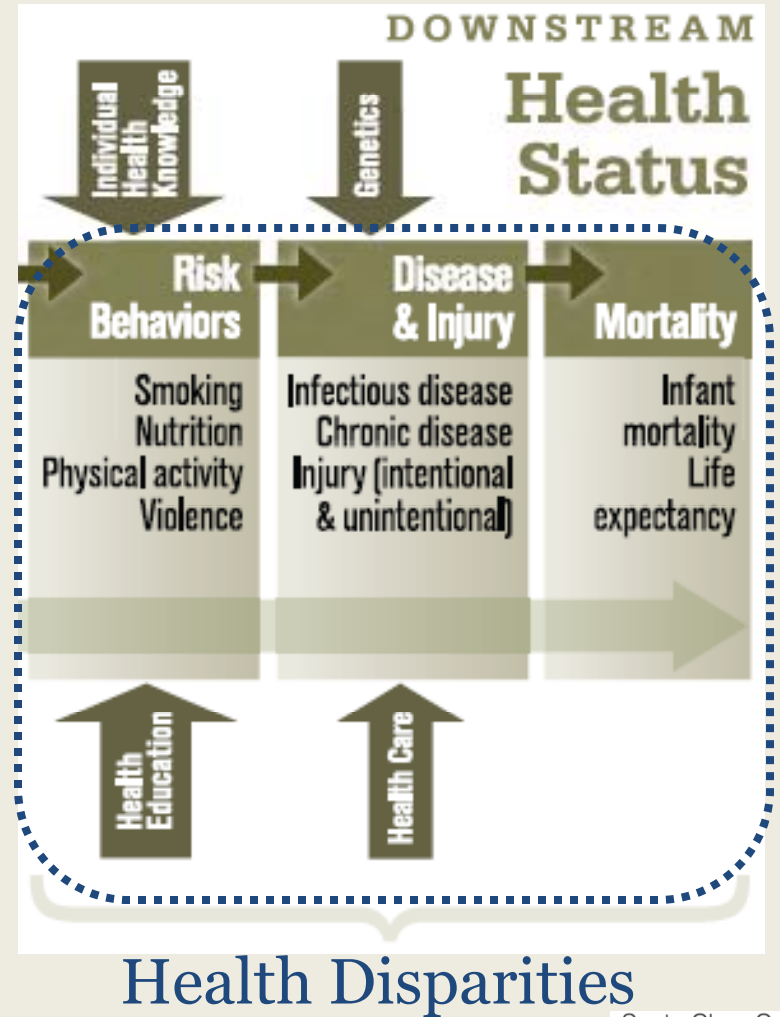 DOWNSTREAM
Health
Status
Individual
Health
Knowledge
Genetics
Risk
Behaviors
Disease
& Injury
Mortality
Smoking
Nutrition
Physical activity
Violence
Infectious disease
Chronic disease
Injury (intentional
& unintentional)
Infant
mortality
Life
expectancy
Health
Education
Health Care
Health Disparities